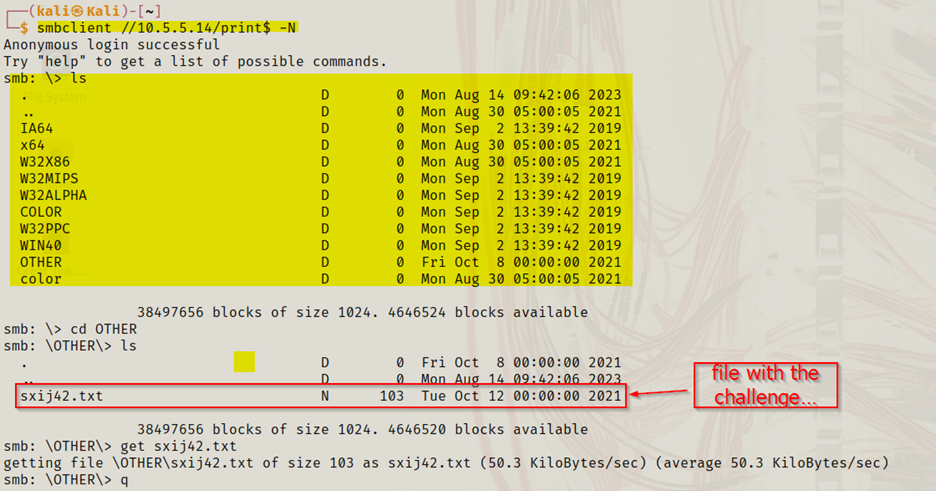 ┌──(kali㉿Kali)-[~]
└─$ smbclient //10.5.5.14/print$ -N
Anonymous login successful
Try "help" to get a list of possible commands.
smb: \> ls
. D 0 Mon Aug 14 09:42:06 2023
.. D 0 Mon Aug 30 05:00:05 2021
IA64 D 0 Mon Sep 2 13:39:42 2019
x64 D 0 Mon Aug 30 05:00:05 2021
W32X86 D 0 Mon Aug 30 05:00:05 2021
W32MIPS D 0 Mon Sep 2 13:39:42 2019
W32ALPHA D 0 Mon Sep 2 13:39:42 2019
COLOR D 0 Mon Sep 2 13:39:42 2019
W32PPC D 0 Mon Sep 2 13:39:42 2019
WIN40 D 0 Mon Sep 2 13:39:42 2019
OTHER D 0 Fri Oct 8 00:00:00 2021
color D 0 Mon Aug 30 05:00:05 2021
38497656 blocks of size 1024. 4646524 blocks available
smb: \> cd OTHER
smb: \OTHER\> ls
. D 0 Fri Oct 8 00:00:00 2021
.. D 0 Mon Aug 14 09:42:06 2023
sxij42.txt N 103 Tue Oct 12 00:00:00 2021
file with the
challenge...
38497656 blocks of size 1024. 4646520 blocks available
smb: \OTHER\> get sxij42.txt
getting file \OTHER\sxij42.txt of size 103 as sxij42.txt (50.3 KiloBytes/sec) (average 50.3 KiloBytes/sec)
smb: \OTHER\> q